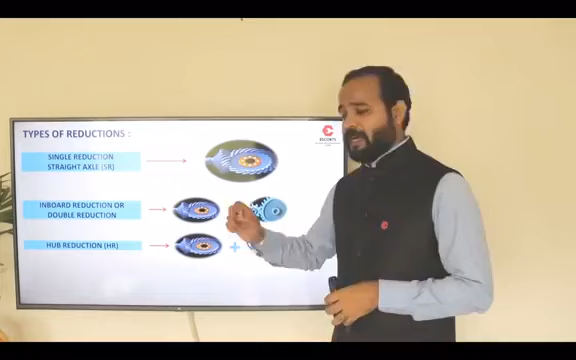 TYPES OF REDUCTIONS :
ESCORTS
SINGLE REDUCTION
STRAIGHT AXLE (SR)
INBOARD REDUCTION OR
DOUBLE REDUCTION
HUB REDUCTION (HR)
+